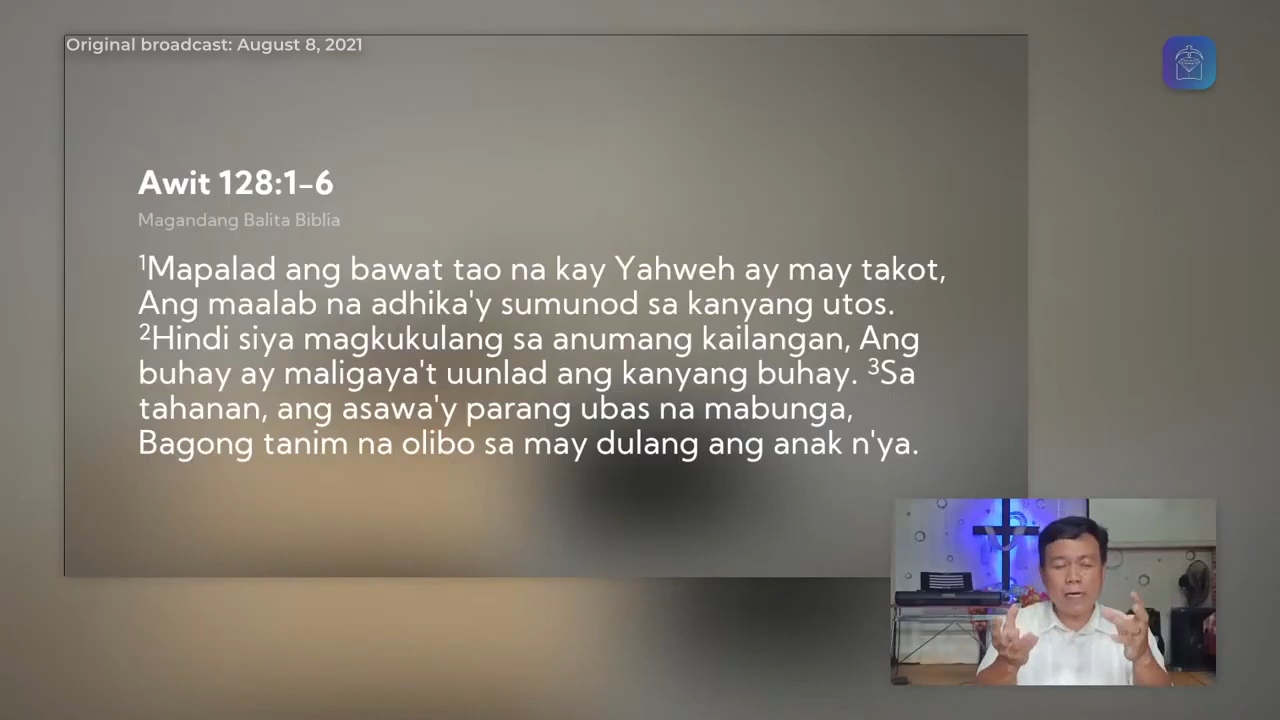 Original broadcast: August 8, 2021
Awit 128:1-6
Magandang Balita Biblia
¹Mapalad ang bawat tao na kay Yahweh ay may takot,
Ang maalab na adhika'y sumunod sa kanyang utos.
²Hindi siya magkukulang sa anumang kailangan, Ang
buhay ay maligaya't uunlad ang kanyang buhay. ³Sa
tahanan, ang asawa'y parang ubas na mabunga,
Bagong tanim na olibo sa may dulang ang anak n'ya.